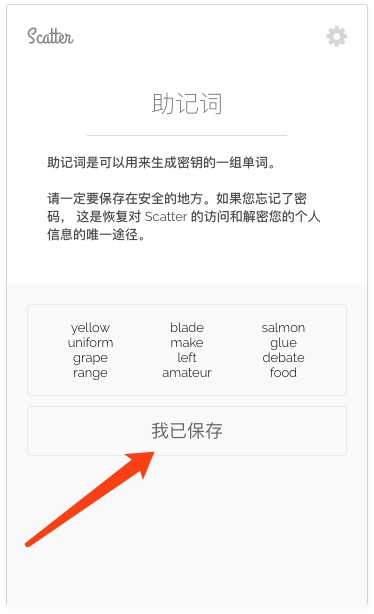 Scatter
助记词
助记词是可以用来生成密钥的一组单词。
请一定要保存在安全的地方。如果您忘记了密
码， 这是恢复对 Scatter 的访问和解密您的个人
信息的唯一途径。
yellow blade salmon
uniform make glue
grape left debate
range amateur food
我已保存